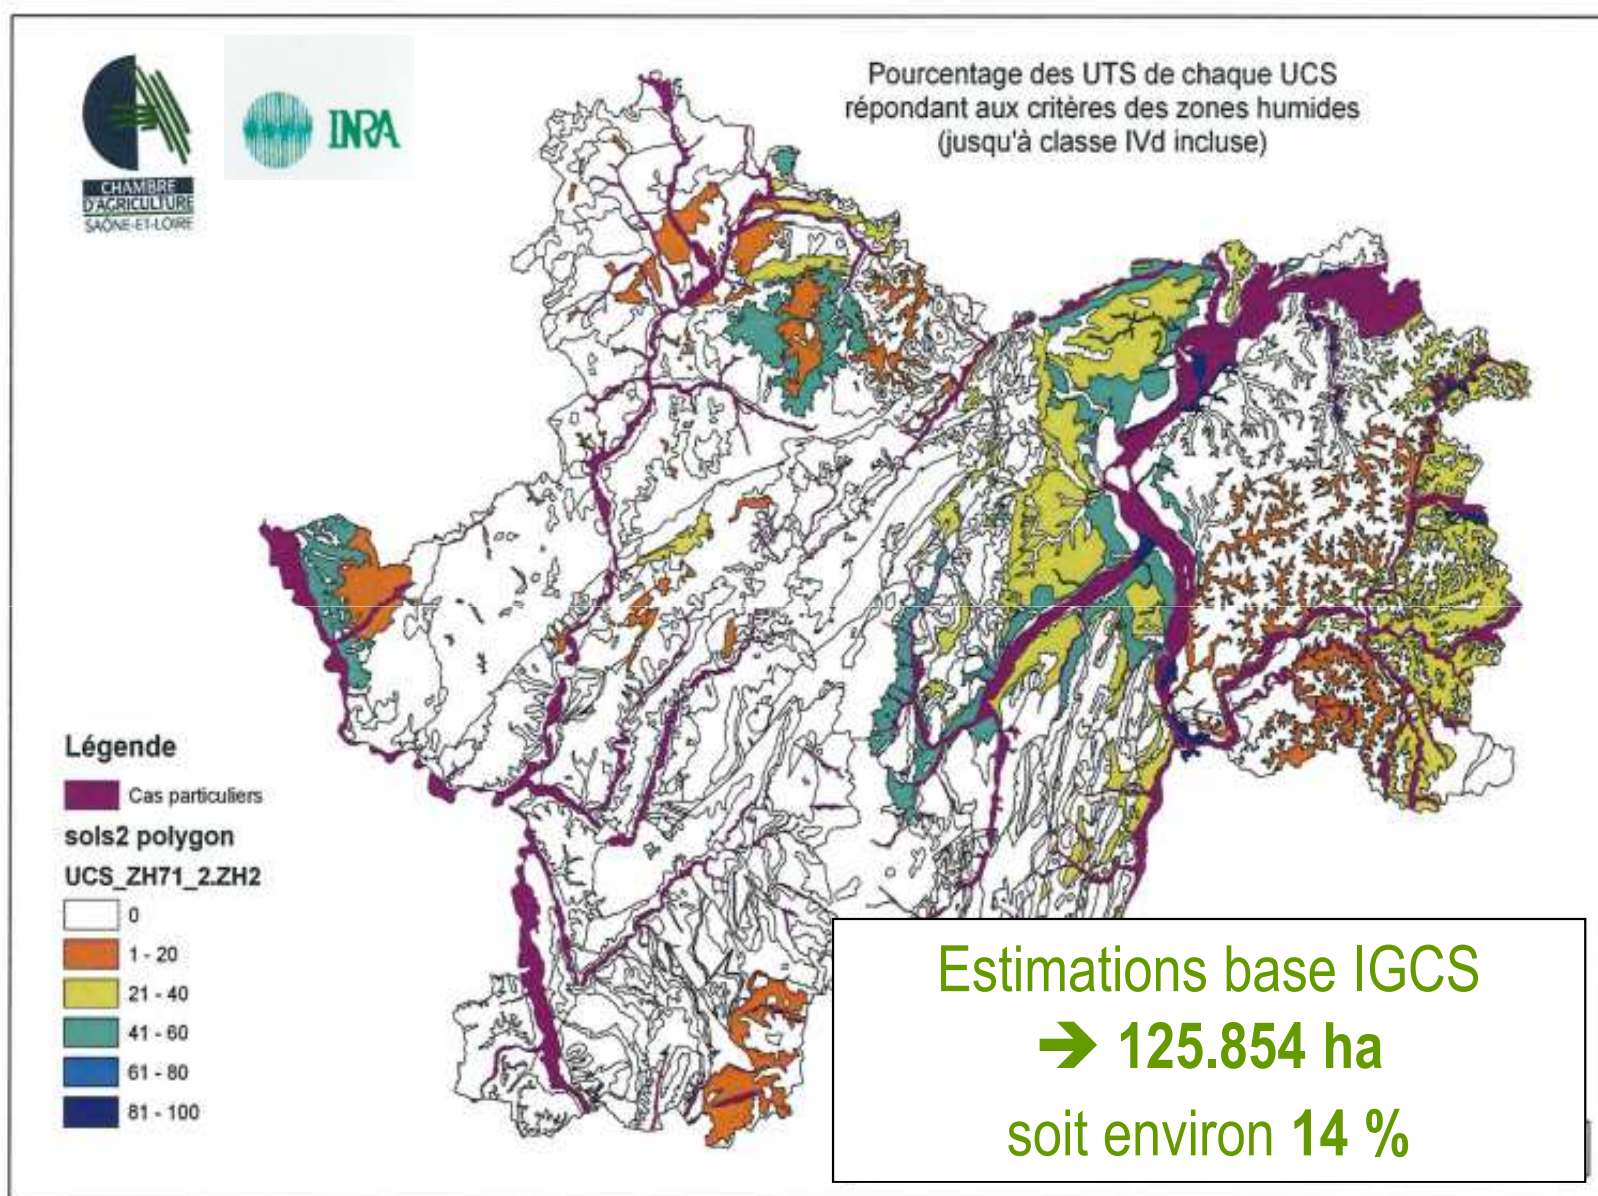 CHAMBRE
D'AGRICULTURE
SAÔNE-ET-LOIRE
INRA
Pourcentage des UTS de chaque UCS
répondant aux critères des zones humides
(jusqu'à classe IVd incluse)
Légende
Cas particuliers
sols2 polygon
UCS_ZH71_2.ZH2
0
1 - 20
21 - 40
41 - 60
61 - 80
81 - 100
Estimations base IGCS
➔ 125.854 ha
soit environ 14 %